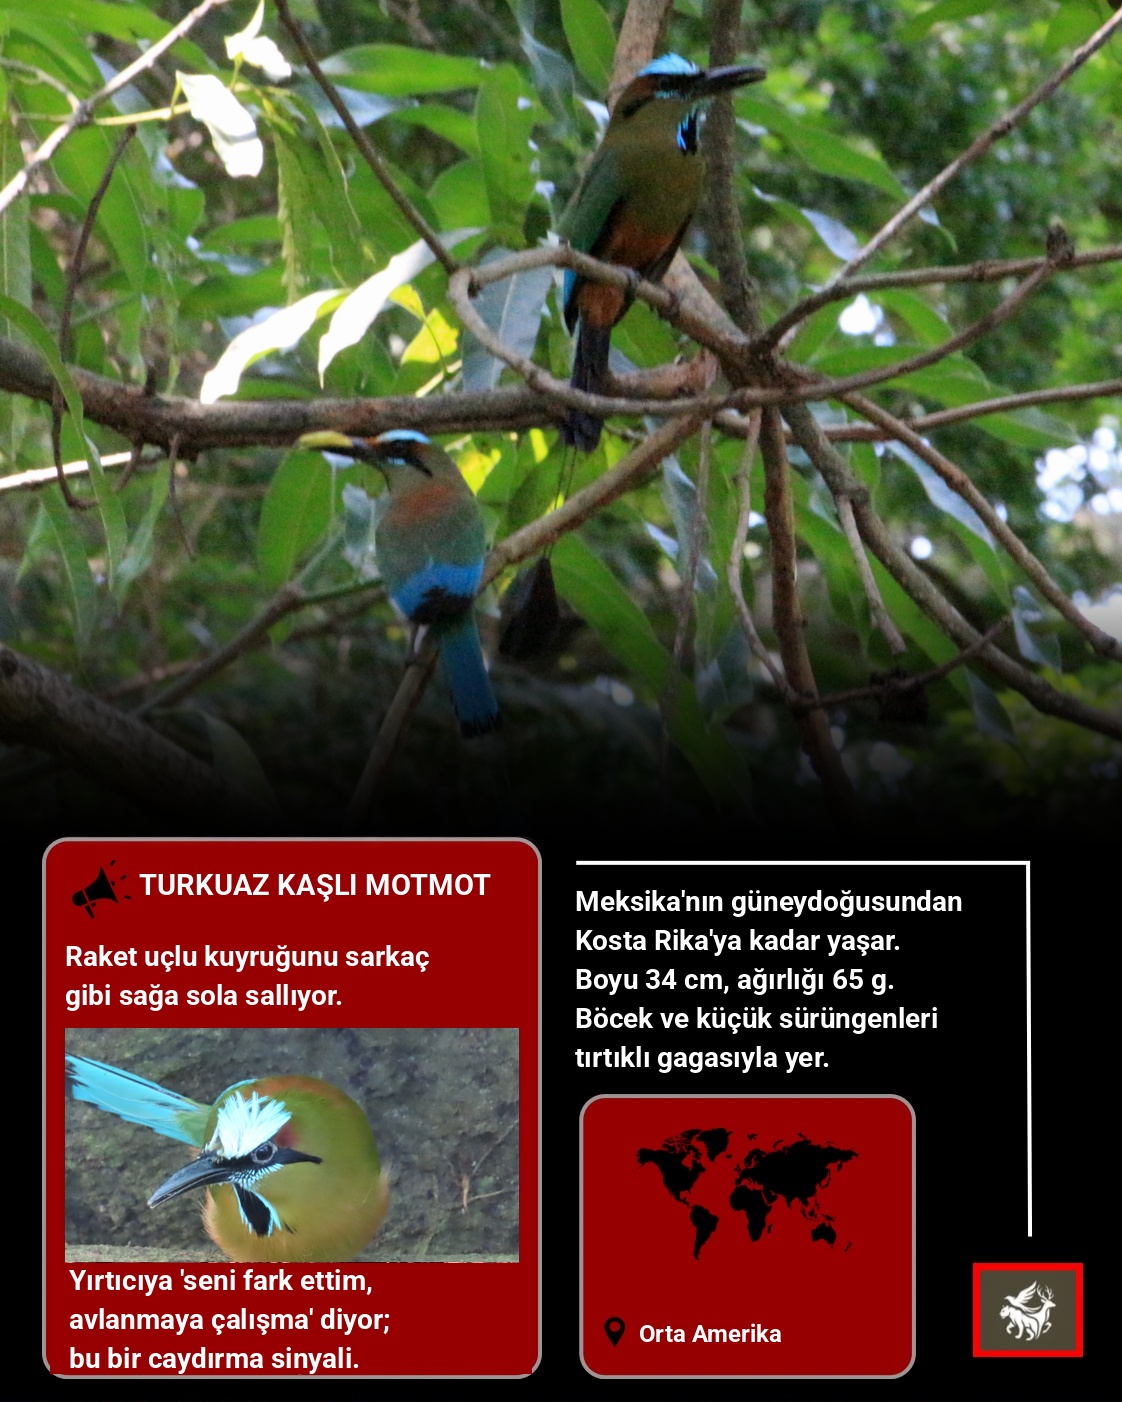 TURKUAZ KAŞLI MOTMOT
Raket uçlu kuyruğunu sarkaç
gibi sağa sola sallıyor.
Yırtıcıya 'seni fark ettim,
avlanmaya çalışma' diyor;
bu bir caydırma sinyali.
Meksika'nın güneydoğusundan
Kosta Rika'ya kadar yaşar.
Boyu 34 cm, ağırlığı 65 g.
Böcek ve küçük sürüngenleri
tırtıklı gagasıyla yer.
Orta Amerika